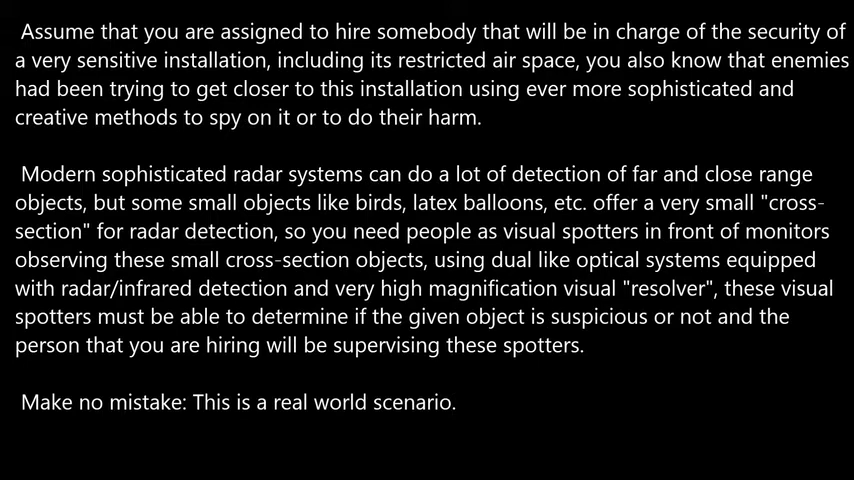 Assume that you are assigned to hire somebody that will be in charge of the security of
a very sensitive installation, including its restricted air space, you also know that enemies
had been trying to get closer to this installation using ever more sophisticated and
creative methods to spy on it or to do their harm.
Modern sophisticated radar systems can do a lot of detection of far and close range
objects, but some small objects like birds, latex balloons, etc. offer a very small "cross-
section" for radar detection, so you need people as visual spotters in front of monitors
observing these small cross-section objects, using dual like optical systems equipped
with radar/infrared detection and very high magnification visual "resolver", these visual
spotters must be able to determine if the given object is suspicious or not and the
person that you are hiring will be supervising these spotters.
Make no mistake: This is a real world scenario.